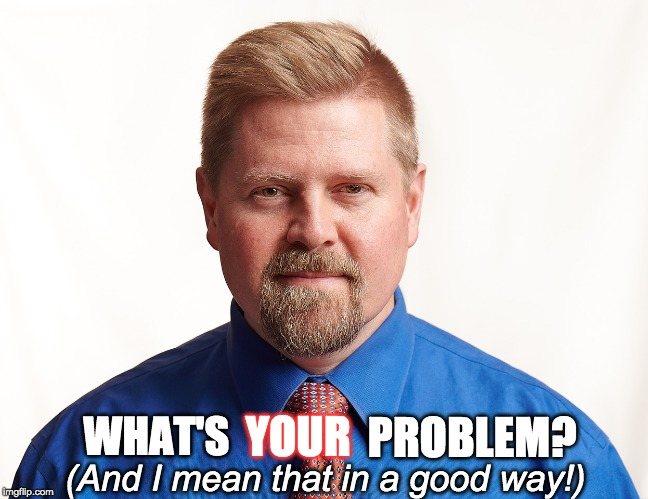 WHAT'S YOUR PROBLEM?
(And I mean that in a good way!)
imgflip.com